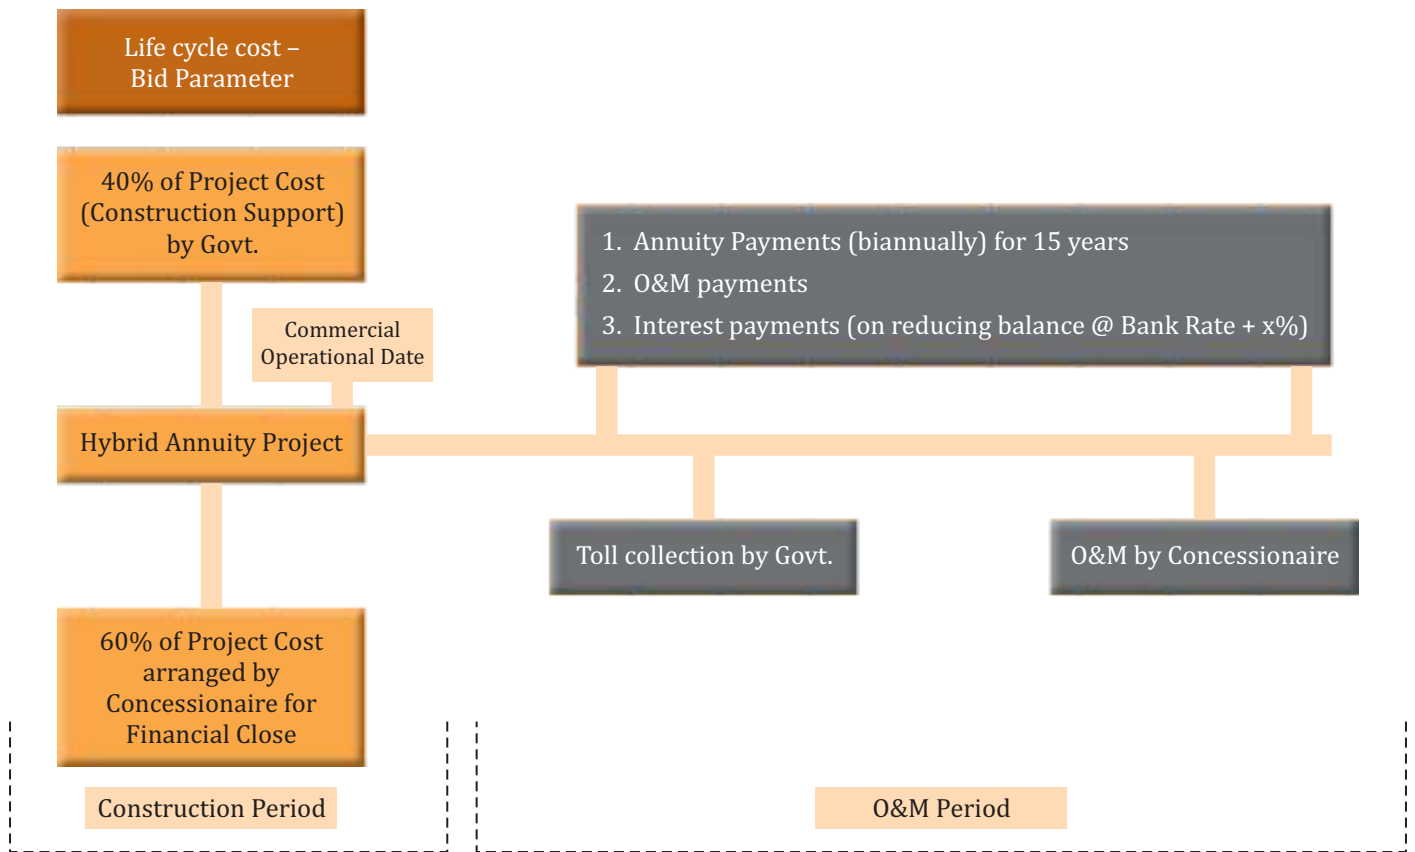 Life cycle cost –
Bid Parameter
40% of Project Cost
(Construction Support)
by Govt.
Commercial
Operational Date
1. Annuity Payments (biannually) for 15 years
2. O&M payments
3. Interest payments (on reducing balance @ Bank Rate + x%)
Hybrid Annuity Project
Toll collection by Govt.
O&M by Concessionaire
60% of Project Cost
arranged by
Concessionaire for
Financial Close
Construction Period
O&M Period